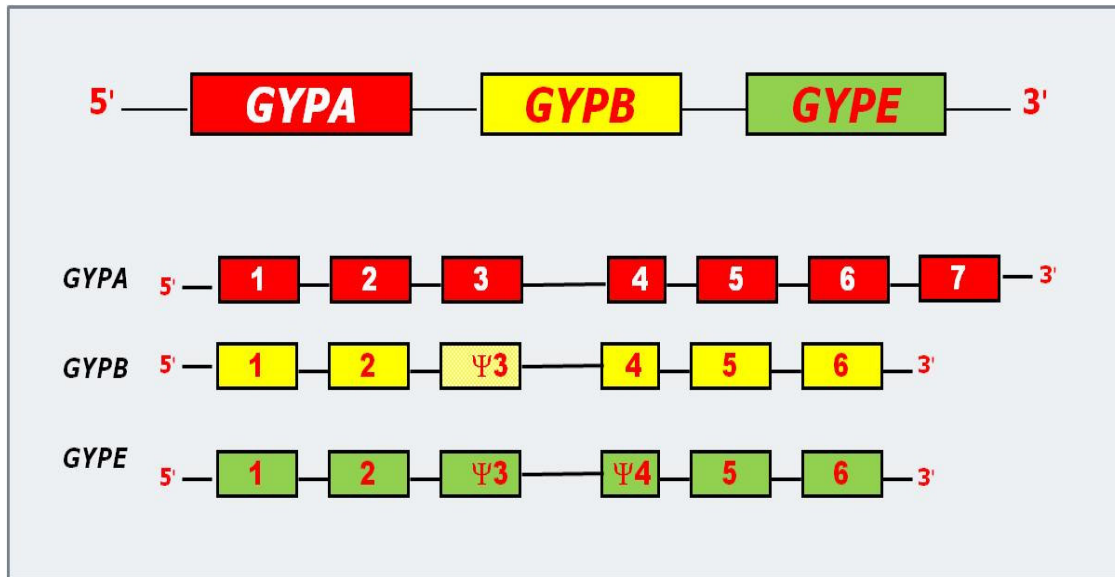 5' GYPA GYPB GYPE 3'
GYPA 5' 1 2 3 4 5 6 7 3'
GYPB 5' 1 2 Ψ3 4 5 6 3'
GYPE 5' 1 2 Ψ3 Ψ4 5 6 3'